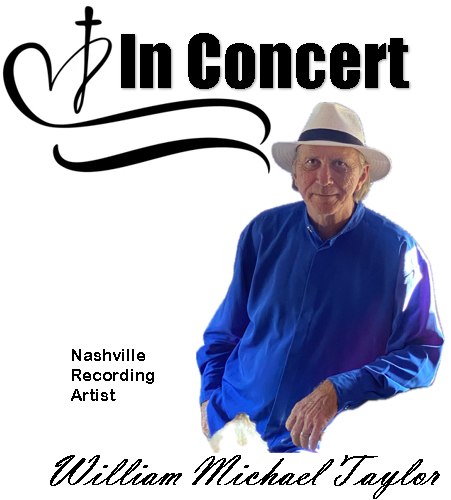 In Concert
Nashville
Recording
Artist
William Michael Taylor